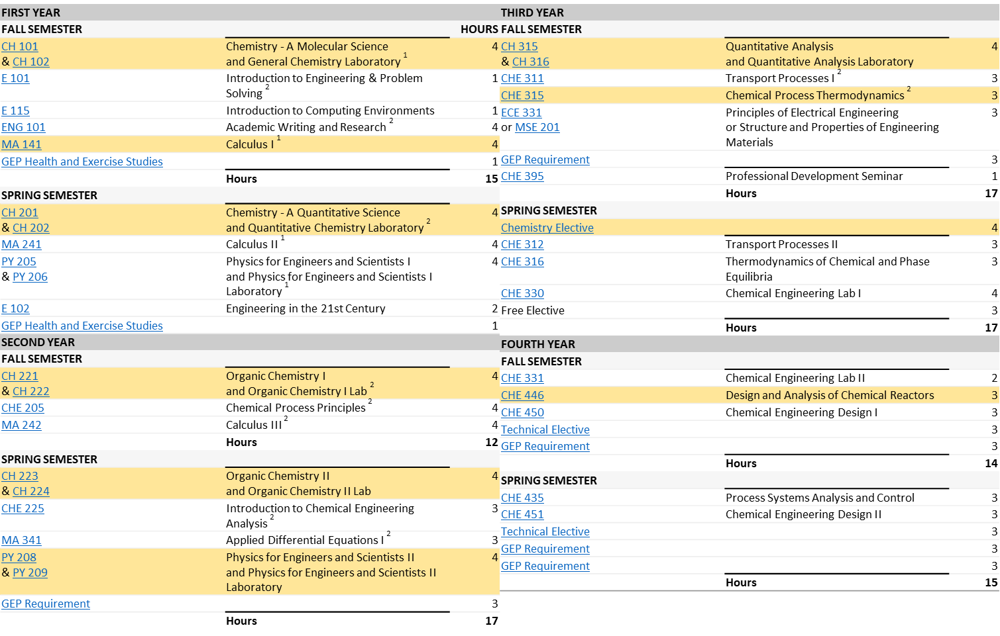 FIRST YEAR
FALL SEMESTER HOURS
CH 101 Chemistry - A Molecular Science 4
& CH 102 and General Chemistry Laboratory 1
E 101 Introduction to Engineering & Problem 1
Solving 2
E 115 Introduction to Computing Environments 1
ENG 101 Academic Writing and Research 2 4
MA 141 Calculus I 1 4
GEP Health and Exercise Studies 1
Hours 15
SPRING SEMESTER
CH 201 Chemistry - A Quantitative Science 4
& CH 202 and Quantitative Chemistry Laboratory 2
MA 241 Calculus II 1 4
PY 205 Physics for Engineers and Scientists I 4
& PY 206 and Physics for Engineers and Scientists I
Laboratory 1
E 102 Engineering in the 21st Century 2
GEP Health and Exercise Studies 1
SECOND YEAR
FALL SEMESTER
CH 221 Organic Chemistry I 4
& CH 222 and Organic Chemistry I Lab 2
CHE 205 Chemical Process Principles 2 4
MA 242 Calculus III 2 4
Hours 12
SPRING SEMESTER
CH 223 Organic Chemistry II 4
& CH 224 and Organic Chemistry II Lab
CHE 225 Introduction to Chemical Engineering 3
Analysis 2
MA 341 Applied Differential Equations I 2 3
PY 208 Physics for Engineers and Scientists II 4
& PY 209 and Physics for Engineers and Scientists II
Laboratory
GEP Requirement 3
Hours 17
THIRD YEAR
FALL SEMESTER
CH 315 Quantitative Analysis 4
& CH 316 and Quantitative Analysis Laboratory
CHE 311 Transport Processes I 2 3
CHE 315 Chemical Process Thermodynamics 2 3
ECE 331 Principles of Electrical Engineering 3
or MSE 201 or Structure and Properties of Engineering
Materials
GEP Requirement 3
CHE 395 Professional Development Seminar 1
Hours 17
SPRING SEMESTER
Chemistry Elective 4
CHE 312 Transport Processes II 3
CHE 316 Thermodynamics of Chemical and Phase 3
Equilibria
CHE 330 Chemical Engineering Lab I 4
Free Elective 3
Hours 17
FOURTH YEAR
FALL SEMESTER
CHE 331 Chemical Engineering Lab II 2
CHE 446 Design and Analysis of Chemical Reactors 3
CHE 450 Chemical Engineering Design I 3
Technical Elective 3
GEP Requirement 3
Hours 14
SPRING SEMESTER
CHE 435 Process Systems Analysis and Control 3
CHE 451 Chemical Engineering Design II 3
Technical Elective 3
GEP Requirement 3
GEP Requirement 3
Hours 15